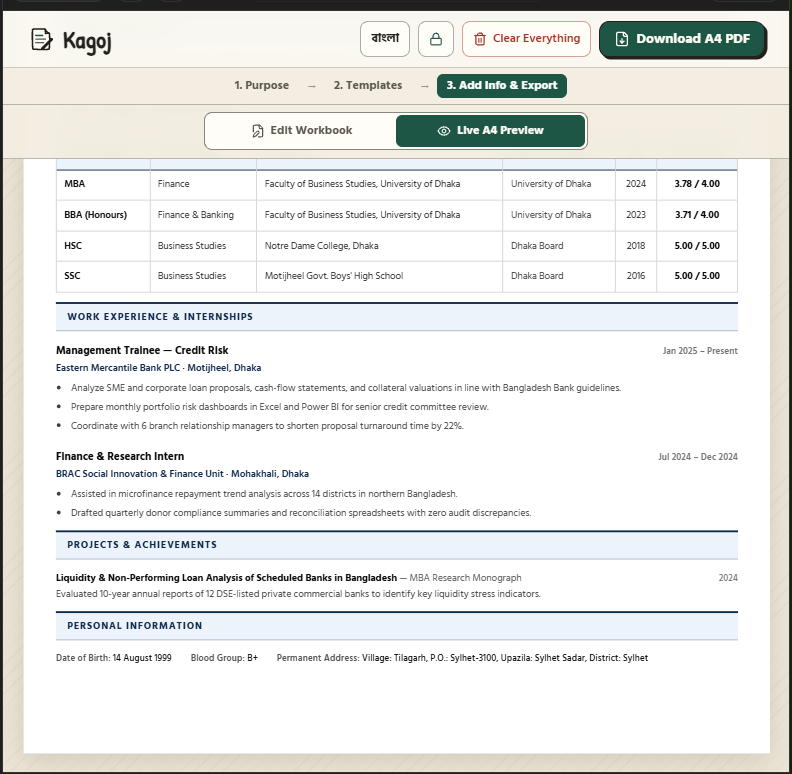 Kagoj
বাংলা
Clear Everything
Download A4 PDF
1. Purpose → 2. Templates → 3. Add Info & Export
Edit Workbook
Live A4 Preview
MBA Finance Faculty of Business Studies, University of Dhaka University of Dhaka 2024 3.78 / 4.00
BBA (Honours) Finance & Banking Faculty of Business Studies, University of Dhaka University of Dhaka 2023 3.71 / 4.00
HSC Business Studies Notre Dame College, Dhaka Dhaka Board 2018 5.00 / 5.00
SSC Business Studies Motijheel Govt. Boys' High School Dhaka Board 2016 5.00 / 5.00
WORK EXPERIENCE & INTERNSHIPS
Management Trainee — Credit Risk Jan 2025 – Present
Eastern Mercantile Bank PLC · Motijheel, Dhaka
• Analyze SME and corporate loan proposals, cash-flow statements, and collateral valuations in line with Bangladesh Bank guidelines.
• Prepare monthly portfolio risk dashboards in Excel and Power BI for senior credit committee review.
• Coordinate with 6 branch relationship managers to shorten proposal turnaround time by 22%.
Finance & Research Intern Jul 2024 – Dec 2024
BRAC Social Innovation & Finance Unit · Mohakhali, Dhaka
• Assisted in microfinance repayment trend analysis across 14 districts in northern Bangladesh.
• Drafted quarterly donor compliance summaries and reconciliation spreadsheets with zero audit discrepancies.
PROJECTS & ACHIEVEMENTS
Liquidity & Non-Performing Loan Analysis of Scheduled Banks in Bangladesh — MBA Research Monograph 2024
Evaluated 10-year annual reports of 12 DSE-listed private commercial banks to identify key liquidity stress indicators.
PERSONAL INFORMATION
Date of Birth: 14 August 1999 Blood Group: B+ Permanent Address: Village: Tilagarh, P.O.: Sylhet-3100, Upazila: Sylhet Sadar, District: Sylhet